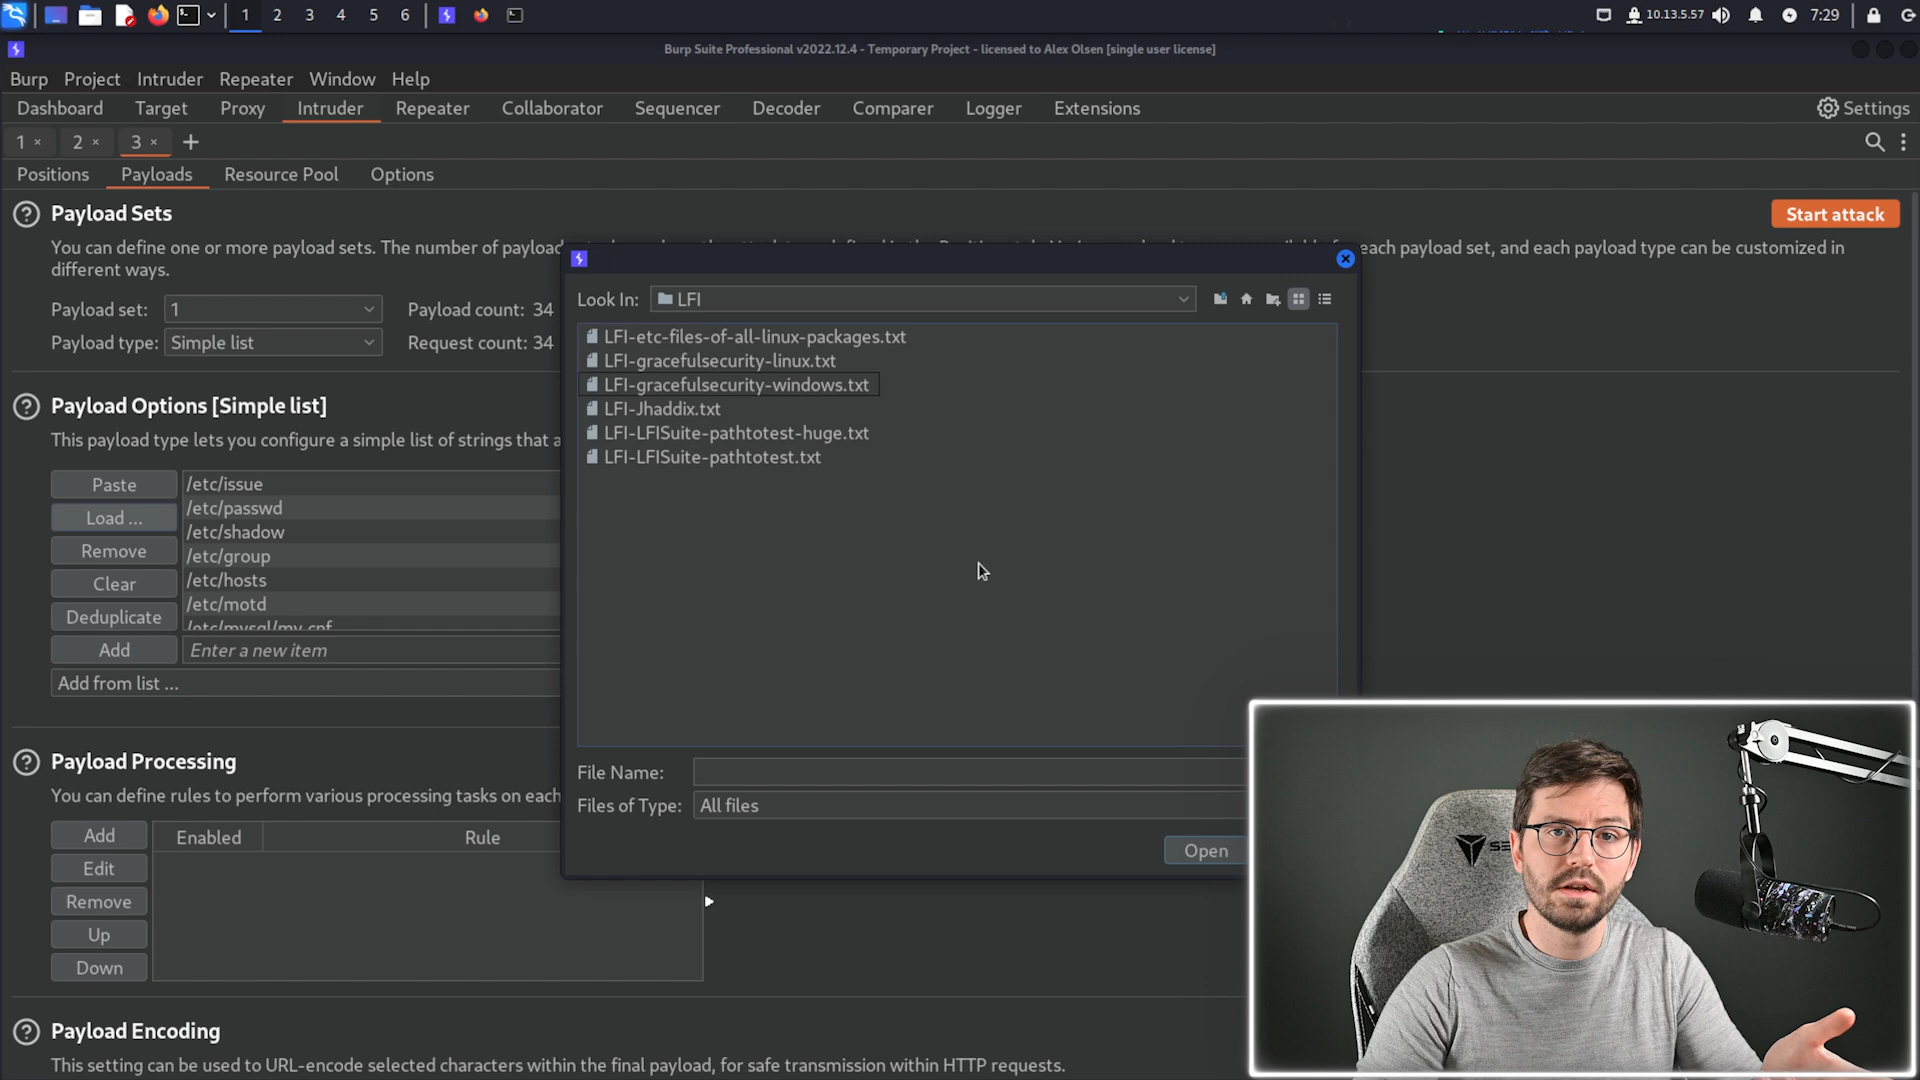 1 2 3 4 5 6 10.13.5.57 7:29
Burp Suite Professional v2022.12.4 - Temporary Project - licensed to Alex Olsen [single user license]
Burp Project Intruder Repeater Window Help
Dashboard Target Proxy Intruder Repeater Collaborator Sequencer Decoder Comparer Logger Extensions Settings
1 × 2 × 3 × +
Positions Payloads Resource Pool Options
Payload Sets
Start attack
You can define one or more payload sets. The number of payload each payload set, and each payload type can be customized in
different ways.
Payload set: 1 Payload count: 34
Payload type: Simple list Request count: 34
Payload Options [Simple list]
This payload type lets you configure a simple list of strings that a
Paste
Load ...
Remove
Clear
Deduplicate
Add
/etc/issue
/etc/passwd
/etc/shadow
/etc/group
/etc/hosts
/etc/motd
/etc/mysql/my.cnf
Enter a new item
Add from list ...
Payload Processing
You can define rules to perform various processing tasks on each
Add
Edit
Remove
Up
Down
Enabled Rule
Payload Encoding
This setting can be used to URL-encode selected characters within the final payload, for safe transmission within HTTP requests.
Look In: LFI
LFI-etc-files-of-all-linux-packages.txt
LFI-gracefulsecurity-linux.txt
LFI-gracefulsecurity-windows.txt
LFI-Jhaddix.txt
LFI-LFISuite-pathtotest-huge.txt
LFI-LFISuite-pathtotest.txt
File Name:
Files of Type: All files
Open
SE